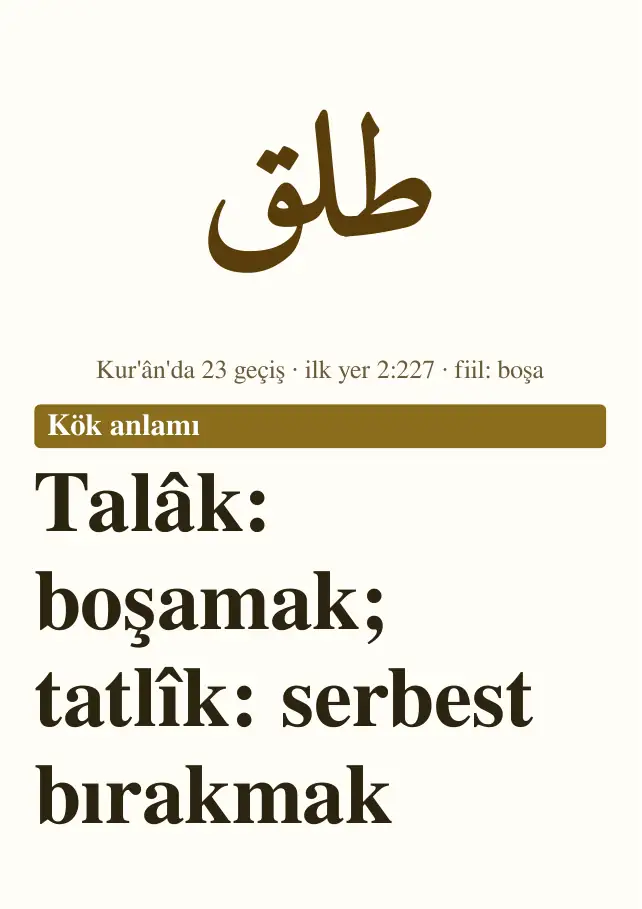 طلق
Kur'ân'da 23 geçiş · ilk yer 2:227 · fiil: boşa
Kök anlamı
Talâk:
boşamak;
tatlîk: serbest
bırakmak